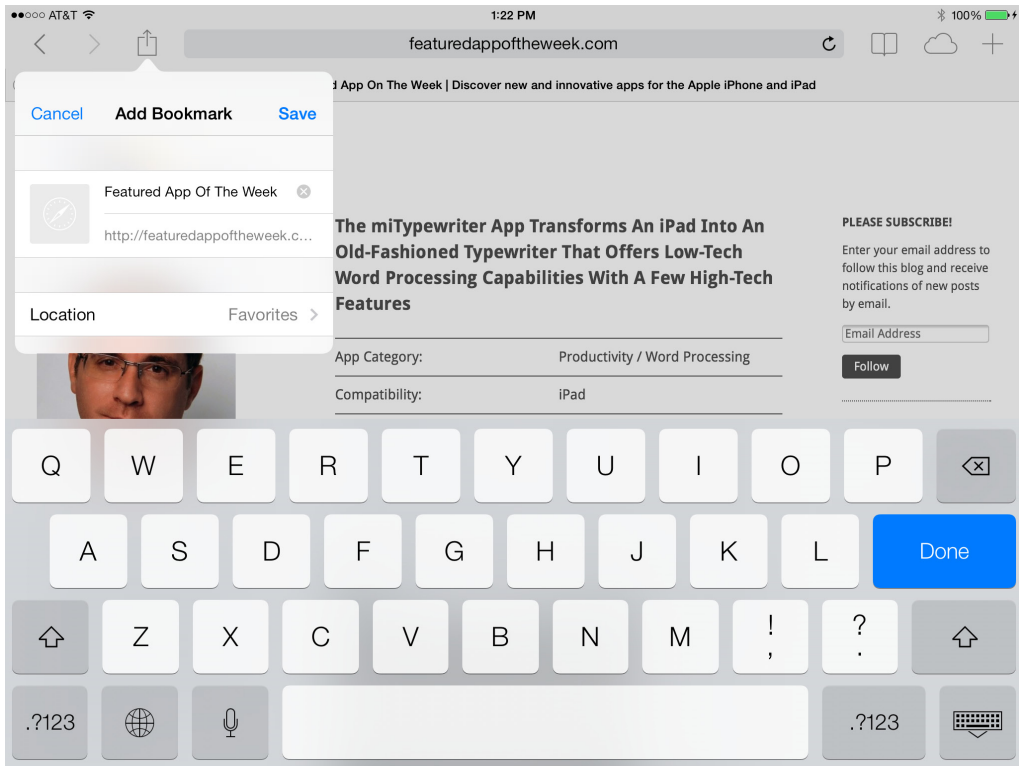 AT&T 1:22 PM 100%
featuredappoftheweek.com
App On The Week | Discover new and innovative apps for the Apple iPhone and iPad
Cancel Add Bookmark Save
Featured App Of The Week
http://featuredappoftheweek.c...
Location Favorites
The miTypewriter App Transforms An iPad Into An
Old-Fashioned Typewriter That Offers Low-Tech
Word Processing Capabilities With A Few High-Tech
Features
App Category: Productivity / Word Processing
Compatibility: iPad
PLEASE SUBSCRIBE!
Enter your email address to
follow this blog and receive
notifications of new posts
by email.
Email Address
Follow
Q W E R T Y U I O P
A S D F G H J K L Done
Z X C V B N M ! , ? .
.?123 .?123